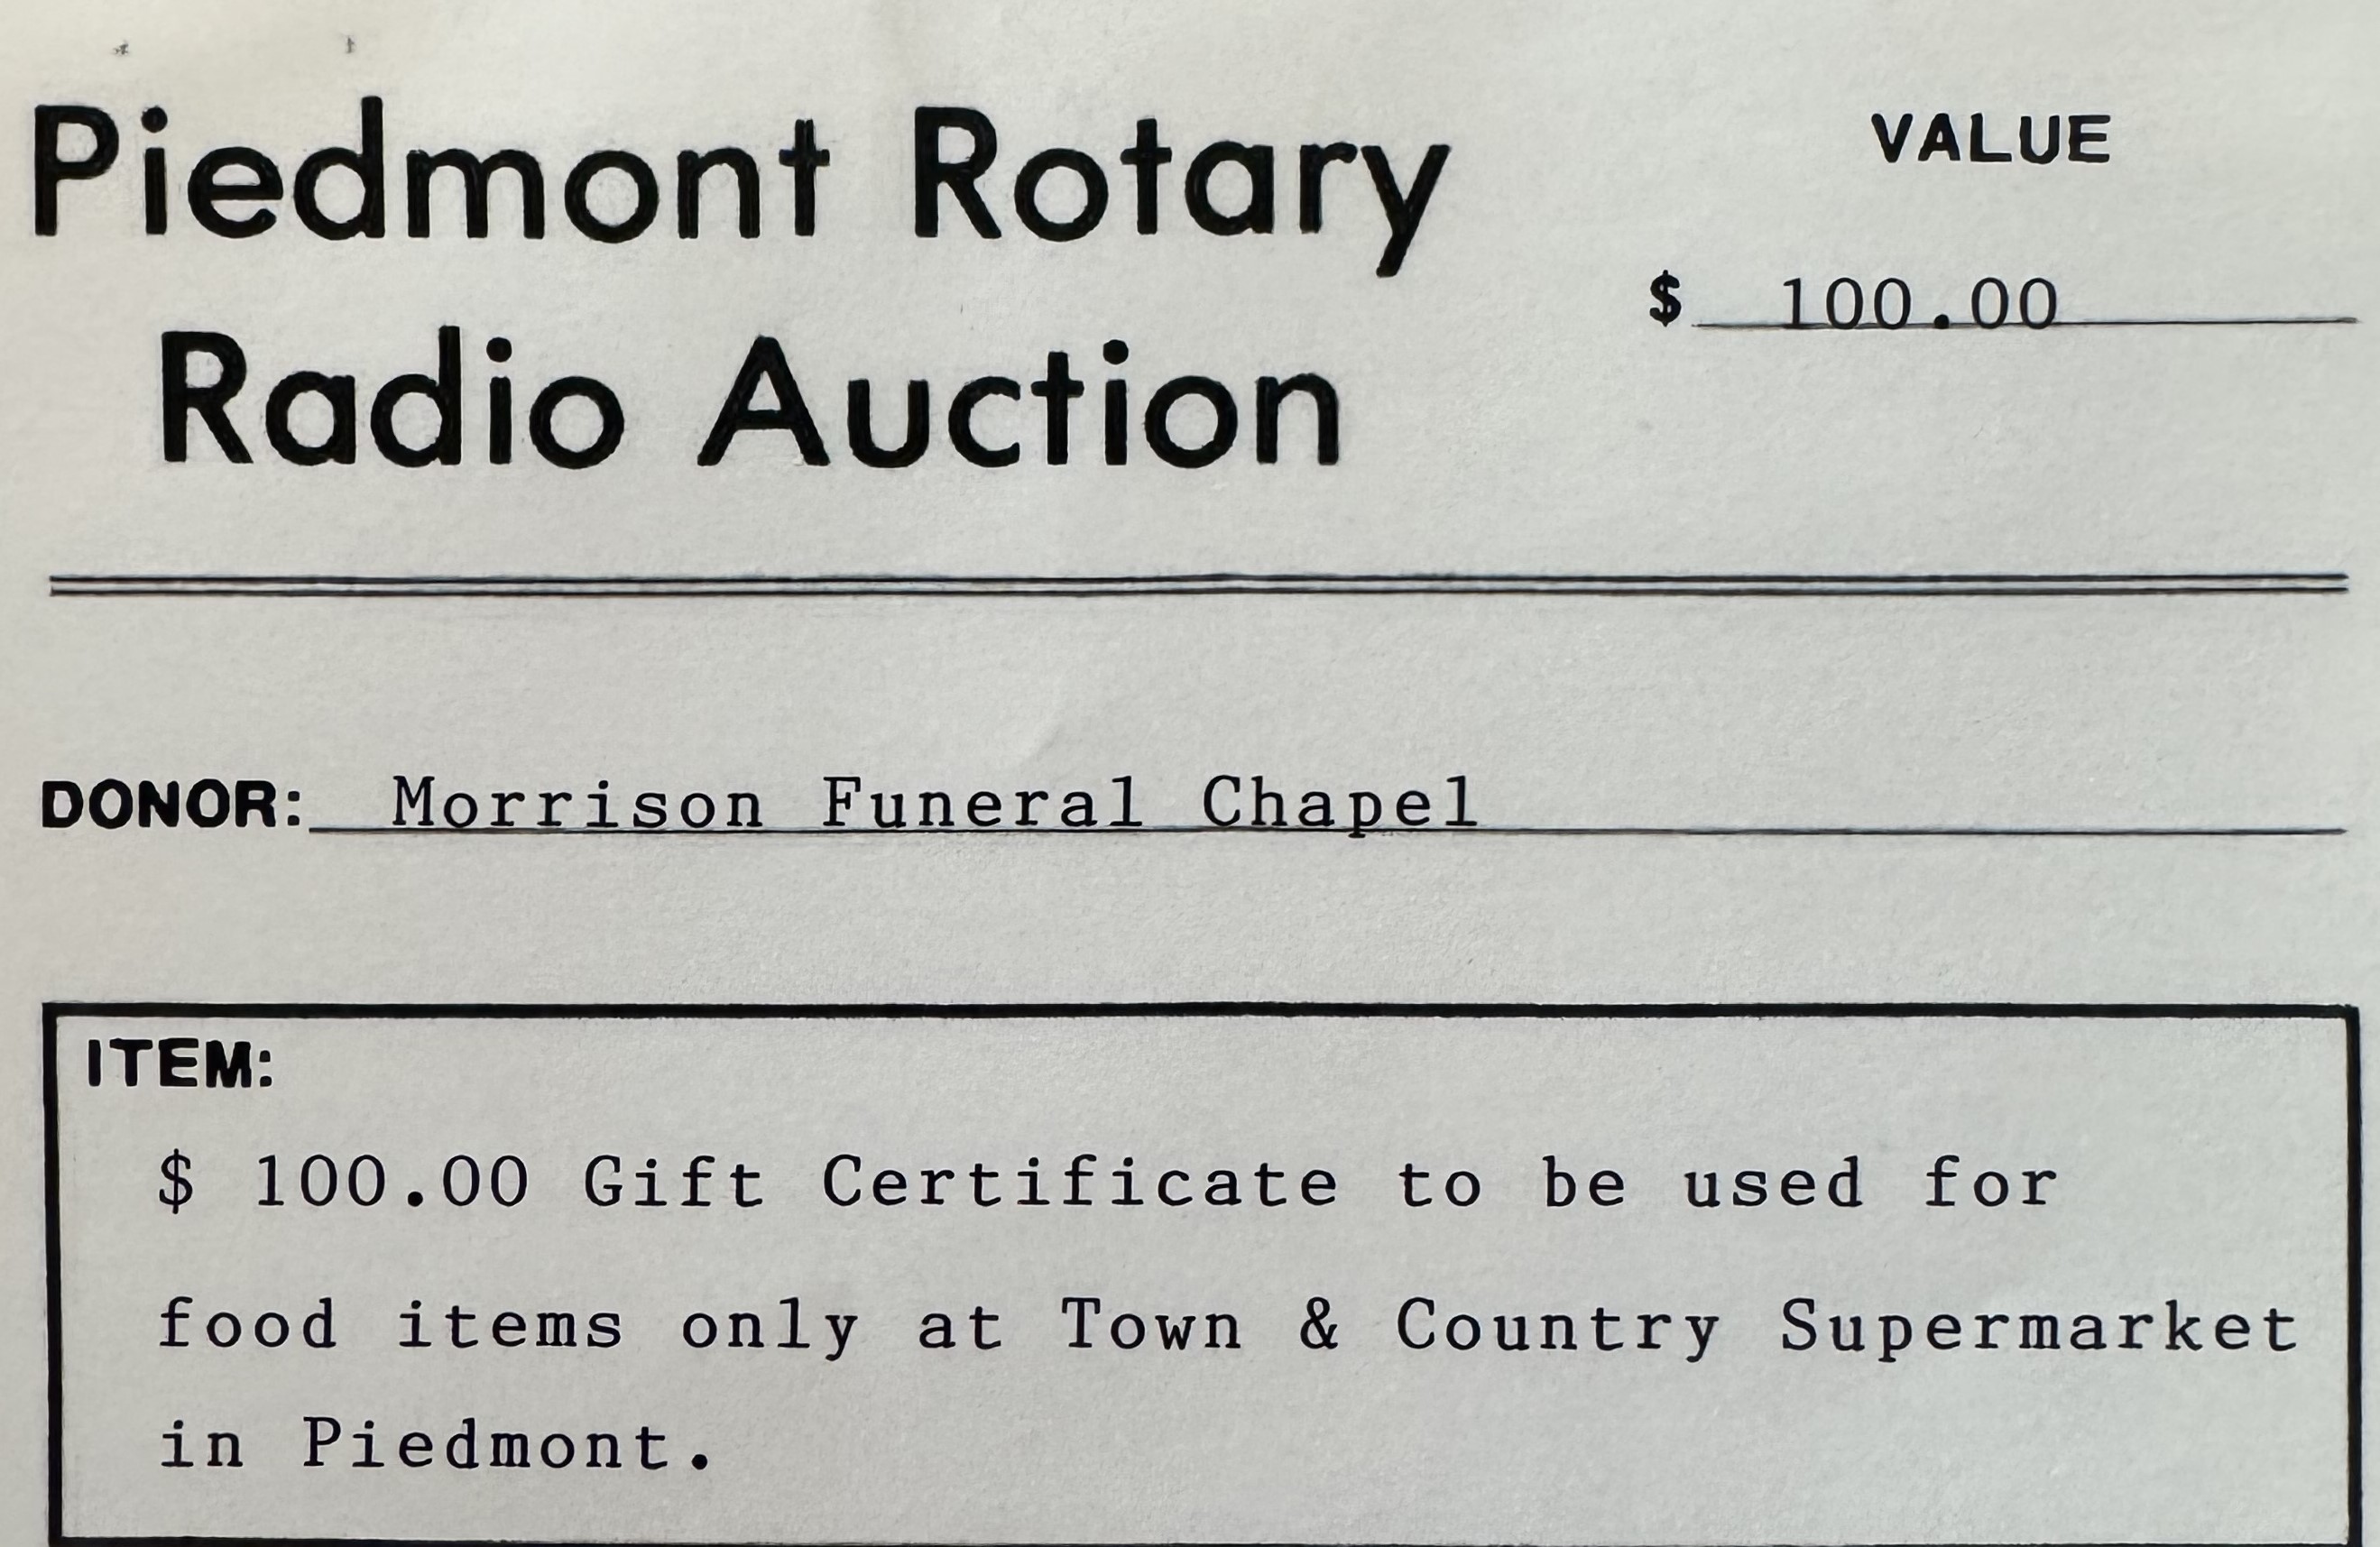 Piedmont Rotary
Radio Auction
VALUE
$ 100.00
DONOR: Morrison Funeral Chapel
ITEM:
$ 100.00 Gift Certificate to be used for
food items only at Town & Country Supermarket
in Piedmont.